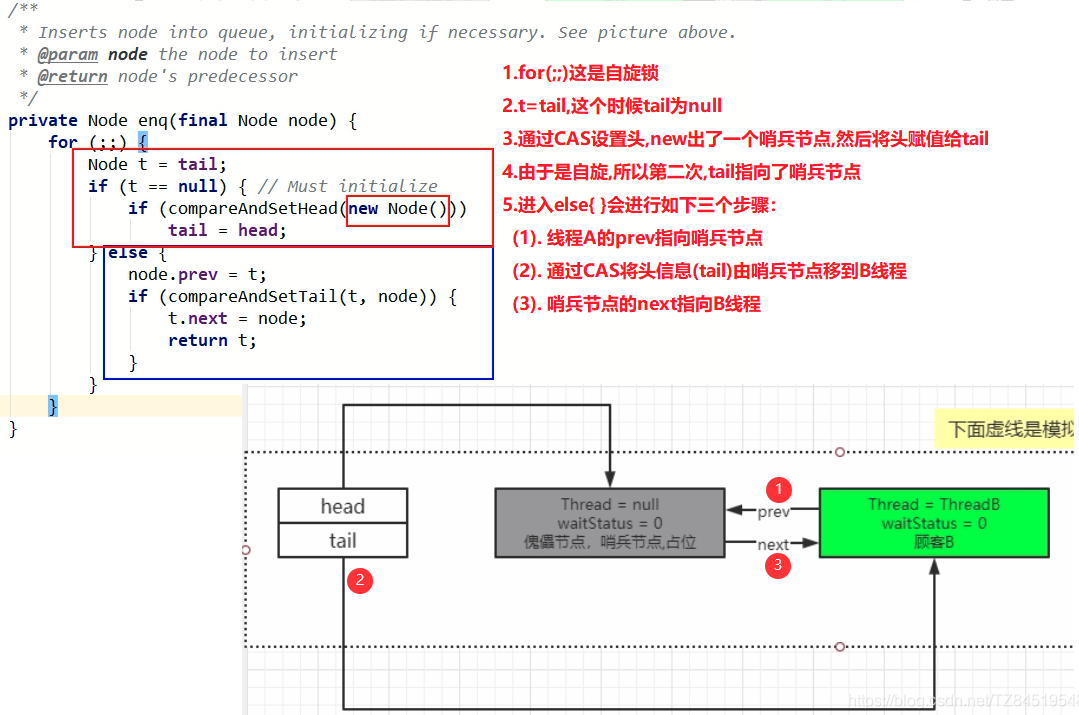 /**
* Inserts node into queue, initializing if necessary. See picture above.
* @param node the node to insert
* @return node's predecessor
*/
private Node enq(final Node node) {
for (;;) {
Node t = tail;
if (t == null) { // Must initialize
if (compareAndSetHead(new Node()))
tail = head;
} else {
node.prev = t;
if (compareAndSetTail(t, node)) {
t.next = node;
return t;
}
}
}
}
1.for(;;)这是自旋锁
2.t=tail,这个时候tail为null
3.通过CAS设置头,new出了一个哨兵节点,然后将头赋值给tail
4.由于是自旋,所以第二次,tail指向了哨兵节点
5.进入else{ }会进行如下三个步骤:
(1). 线程A的prev指向哨兵节点
(2). 通过CAS将头信息(tail)由哨兵节点移到B线程
(3). 哨兵节点的next指向B线程
下面虚线是模拟
head
tail
2
Thread = null
waitStatus = 0
傀儡节点，哨兵节点,占位
1
prev
next
3
Thread = ThreadB
waitStatus = 0
顾客B
https://blog.csdn.net/TZ8451954